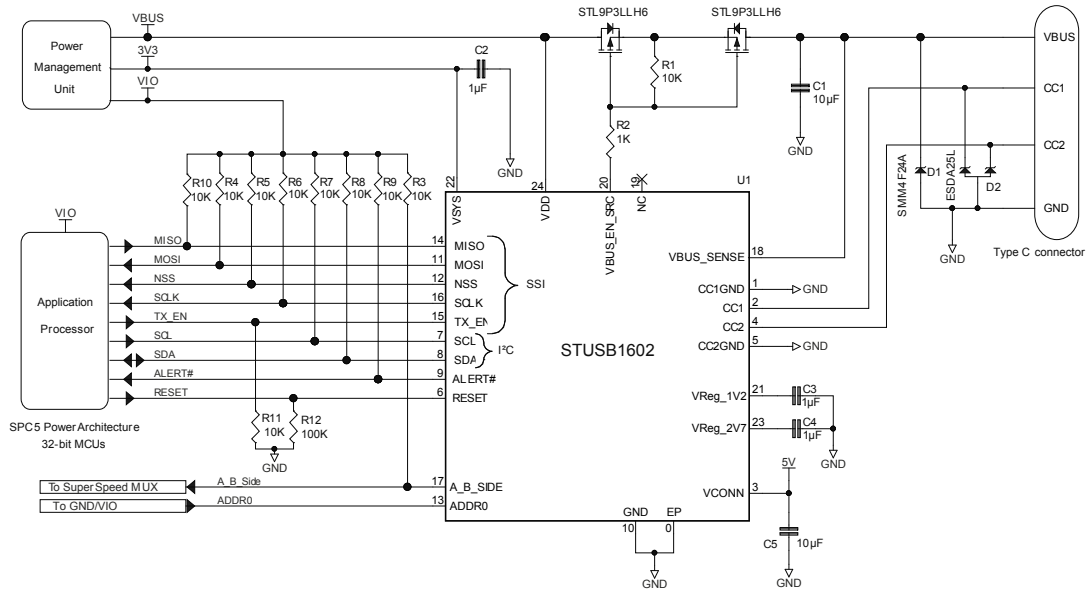 STL9P3LLH6
STL9P3LLH6
VBUS
3V3
VIO
Power
Management
Unit
C2
1µF
GND
R1
10K
R2
1K
C1
10µF
GND
VBUS
CC1
CC2
GND
Type C connector
SMM4F24A
D1
ESDA25L
D2
GND
R10
10K
R4
10K
R5
10K
R6
10K
R7
10K
R8
10K
R9
10K
R3
10K
22
VSYS
24
VDD
20
VBUS_EN_SRC
19
NC
U1
VIO
Application
Processor
SPC5 Power Architecture
32-bit MCUs
MISO
MOSI
NSS
SCLK
TX_EN
SCL
SDA
ALERT#
RESET
14
11
12
16
15
7
8
9
6
MISO
MOSI
NSS
SCLK
TX_EN
SCL
SDA
ALERT#
RESET
SSI
I²C
STUSB1602
VBUS_SENSE
18
CC1GND
1
GND
CC1
2
CC2
4
CC2GND
5
GND
VReg_1V2
21
C3
1µF
VReg_2V7
23
C4
1µF
GND
R11
10K
R12
100K
GND
5V
VCONN
3
C5
10µF
GND
To SuperSpeed MUX
A_B_Side
17
A_B_SIDE
To GND/VIO
ADDR0
13
ADDR0
GND
EP
10
0
GND